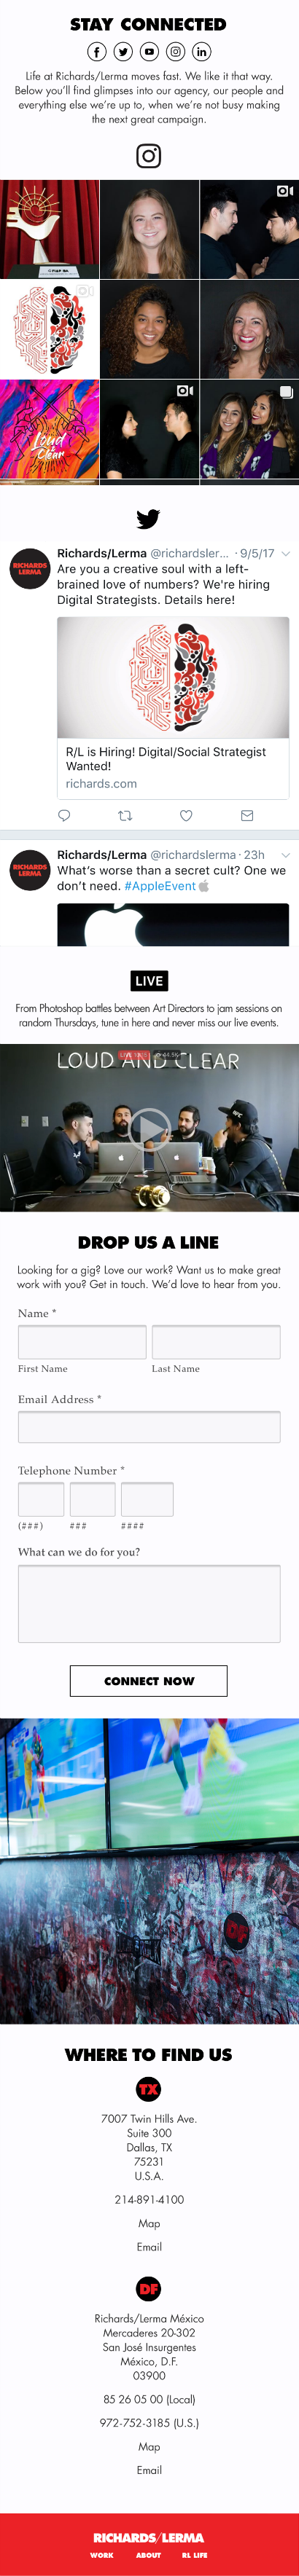 STAY CONNECTED
Life at Richards/Lerma moves fast. We like it that way.
Below you'll find glimpses into our agency, our people and
everything else we're up to, when we're not busy making
the next great campaign.
Loud
& Clear
RICHARDS
LERMA
Richards/Lerma @richardsler... · 9/5/17
Are you a creative soul with a left-
brained love of numbers? We're hiring
Digital Strategists. Details here!
R/L is Hiring! Digital/Social Strategist
Wanted!
richards.com
RICHARDS
LERMA
Richards/Lerma @richardslerma · 23h
What's worse than a secret cult? One we
don't need. #AppleEvent
LIVE
From Photoshop battles between Art Directors to jam sessions on
random Thursdays, tune in here and never miss our live events.
LOUD AND CLEAR
DROP US A LINE
Looking for a gig? Love our work? Want us to make great
work with you? Get in touch. We'd love to hear from you.
Name *
First Name Last Name
Email Address *
Telephone Number *
(###) ### ####
What can we do for you?
CONNECT NOW
DF
WHERE TO FIND US
TX
7007 Twin Hills Ave.
Suite 300
Dallas, TX
75231
U.S.A.
214-891-4100
Map
Email
DF
Richards/Lerma México
Mercaderes 20-302
San José Insurgentes
México, D.F.
03900
85 26 05 00 (Local)
972-752-3185 (U.S.)
Map
Email
RICHARDS/LERMA
WORK ABOUT RL LIFE